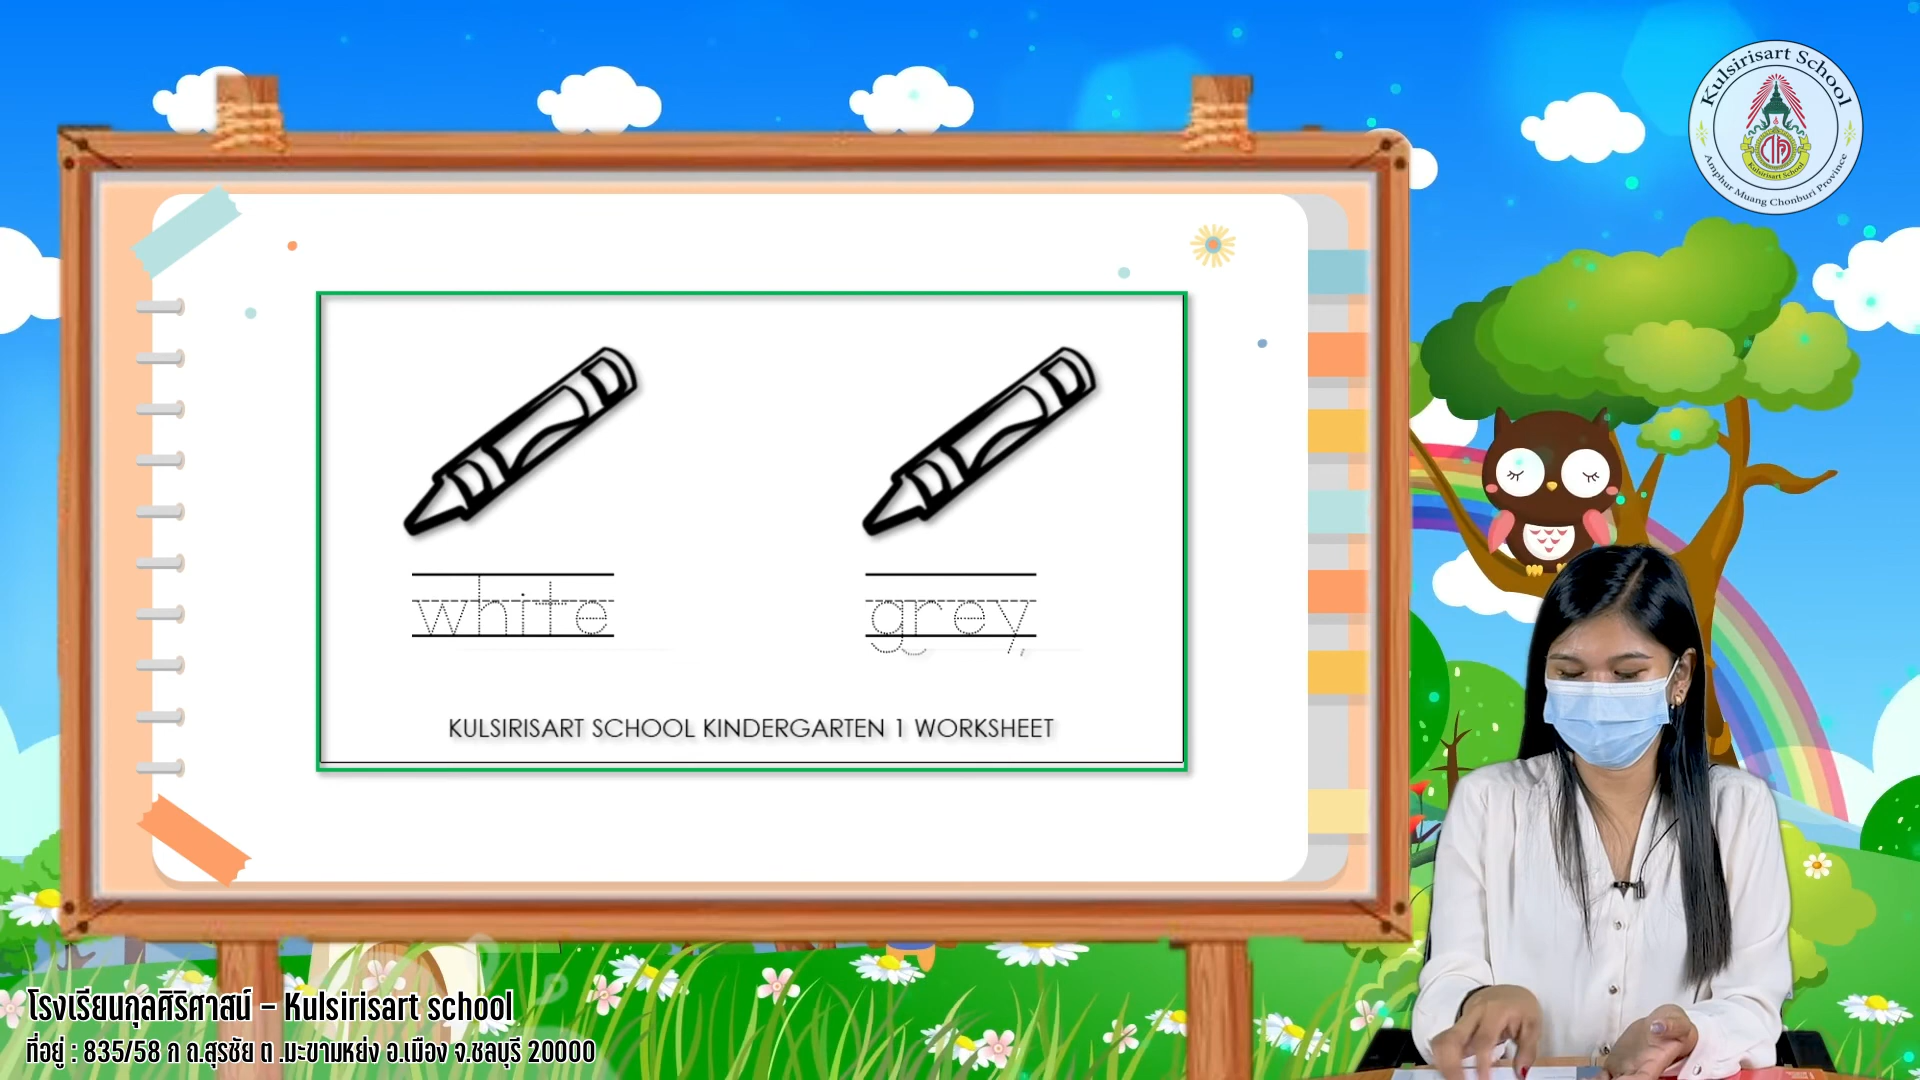 Kulsirisart School
Kulsirisart School
Amphur Muang Chonburi Province
white
grey
KULSIRISART SCHOOL KINDERGARTEN 1 WORKSHEET
โรงเรียนกุลศิริศาสน์ – Kulsirisart school
ที่อยู่ : 835/58 ก ถ.สุรชัย ต .มะขามหย่ง อ.เมือง จ.ชลบุรี 20000